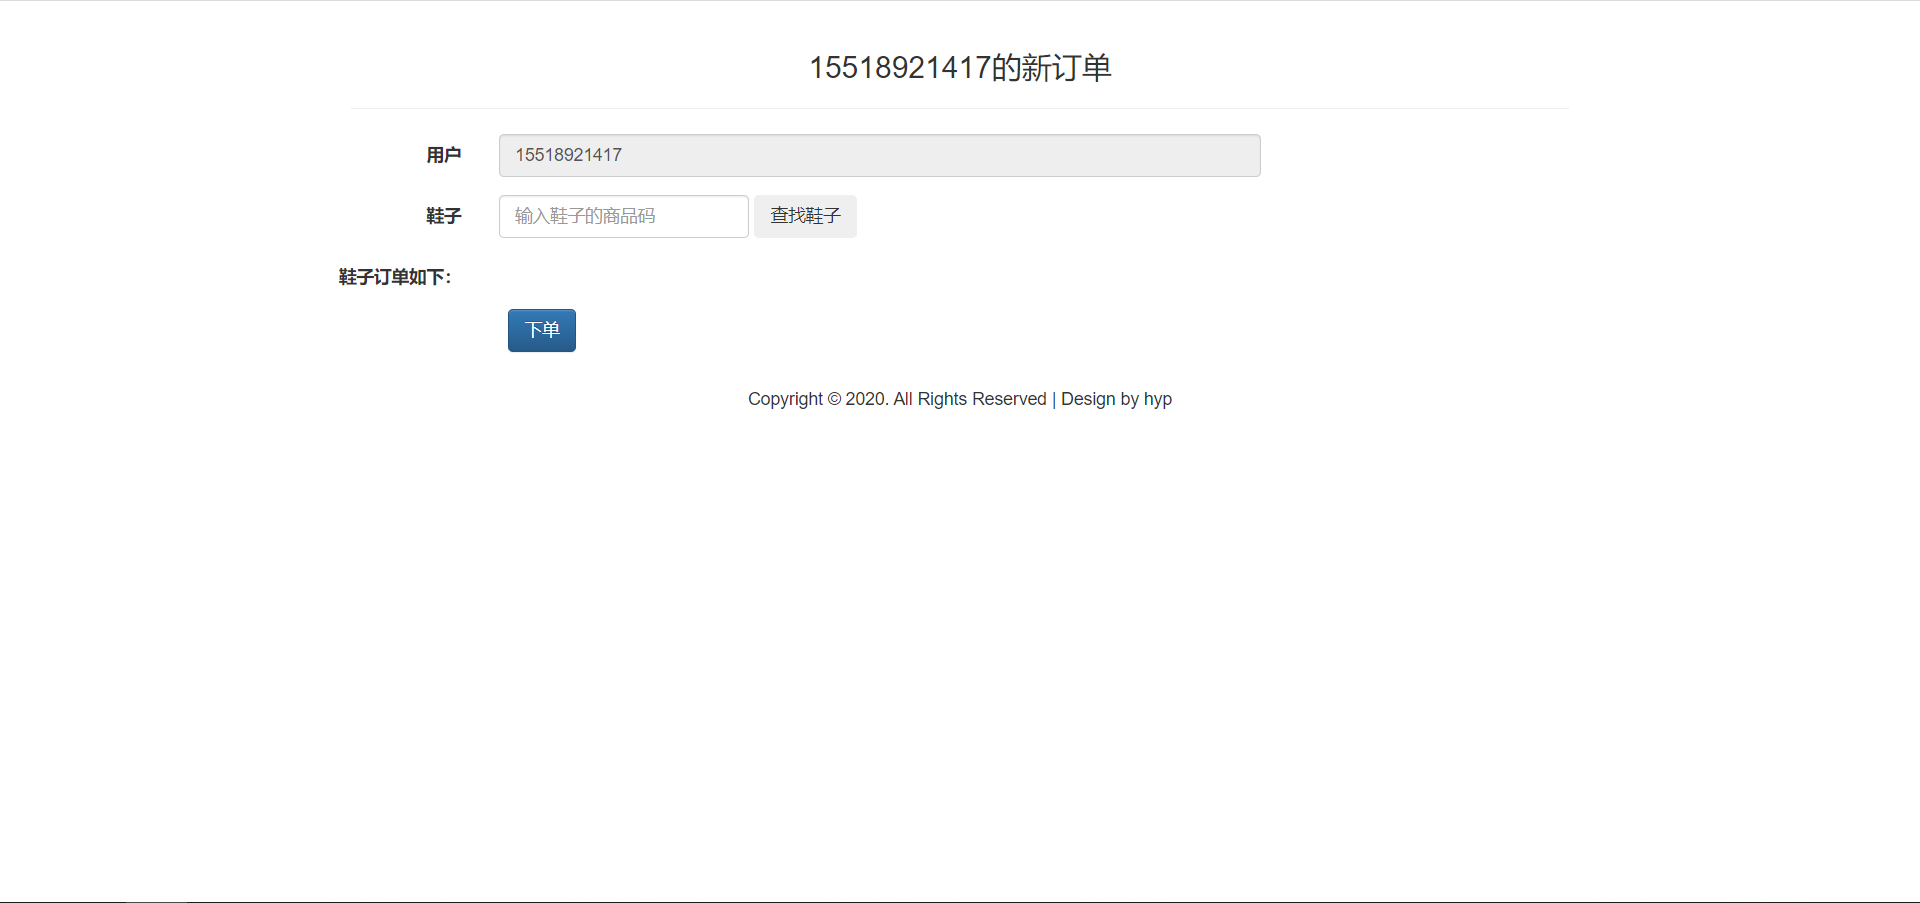 15518921417的新订单
用户 15518921417
鞋子 输入鞋子的商品码 查找鞋子
鞋子订单如下：
下单
Copyright © 2020. All Rights Reserved | Design by hyp